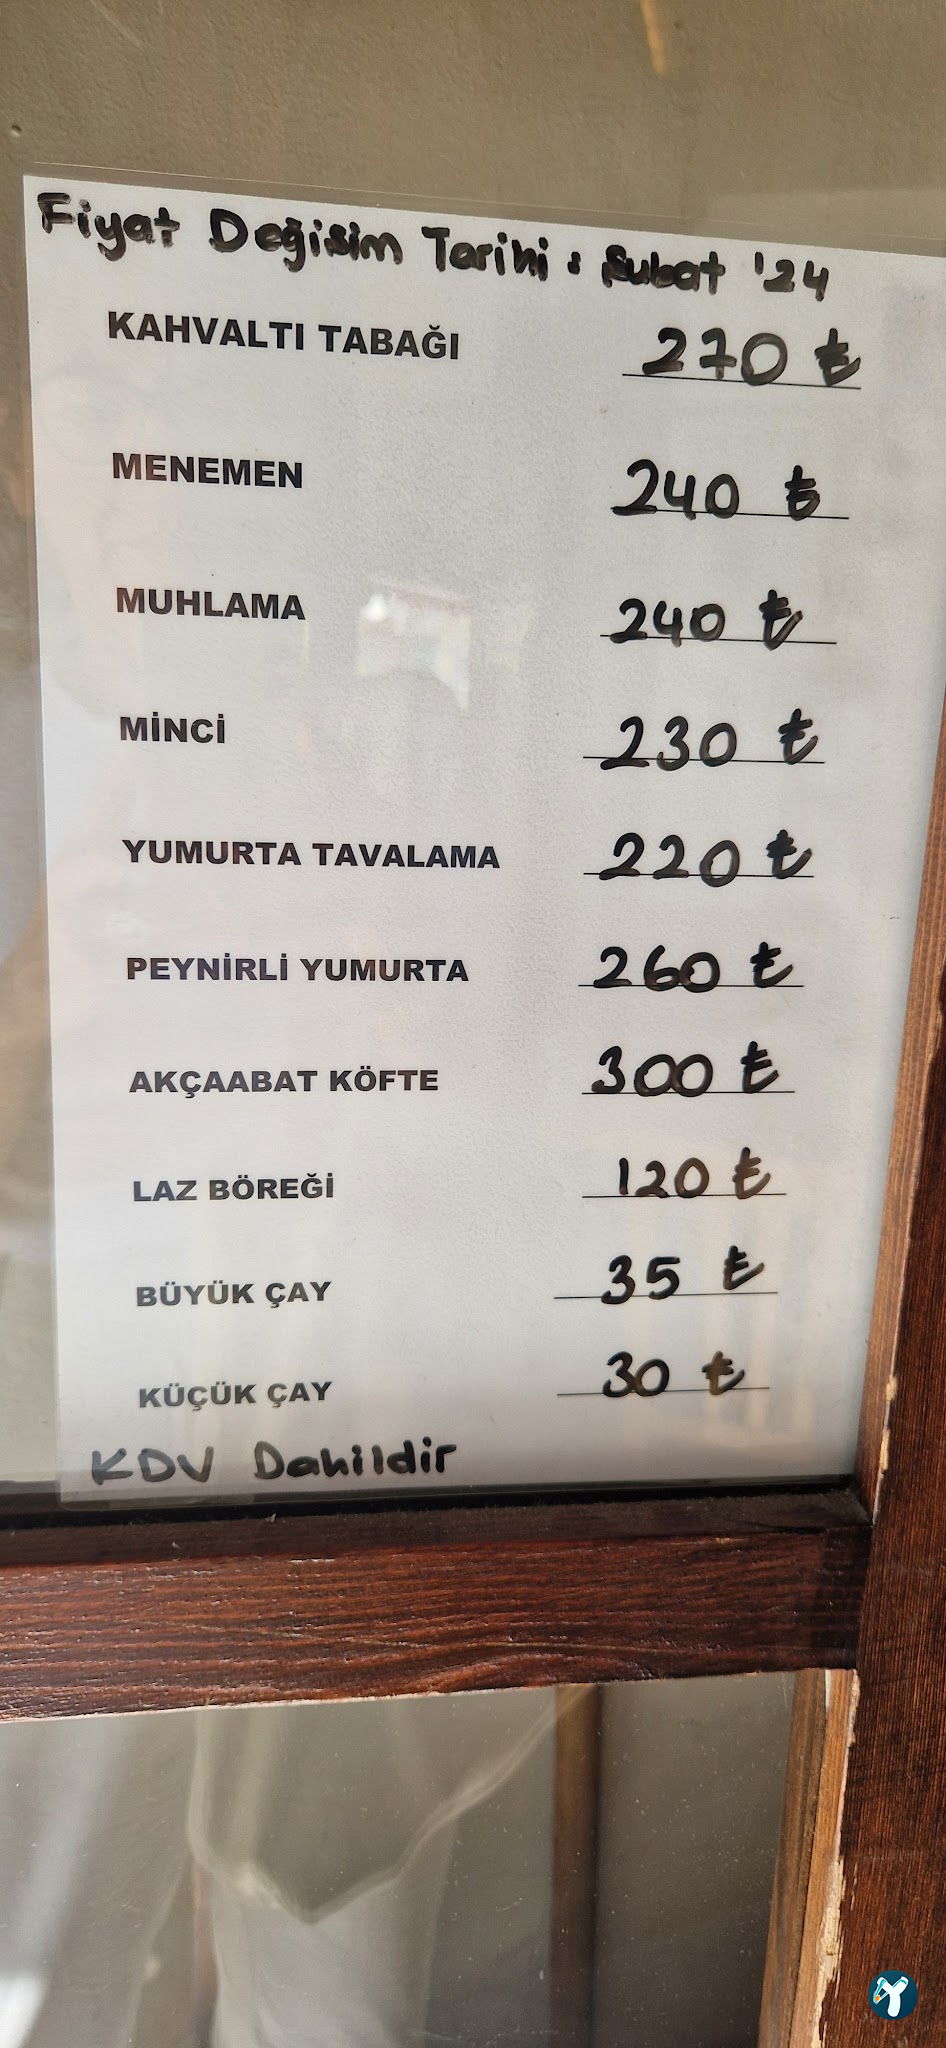 Fiyat Değişim Tarihi : Şubat '24
KAHVALTI TABAĞI 270 ₺
MENEMEN 240 ₺
MUHLAMA 240 ₺
MİNCİ 230 ₺
YUMURTA TAVALAMA 220 ₺
PEYNİRLİ YUMURTA 260 ₺
AKÇAABAT KÖFTE 300 ₺
LAZ BÖREĞİ 120 ₺
BÜYÜK ÇAY 35 ₺
KÜÇÜK ÇAY 30 ₺
KDV Dahildir